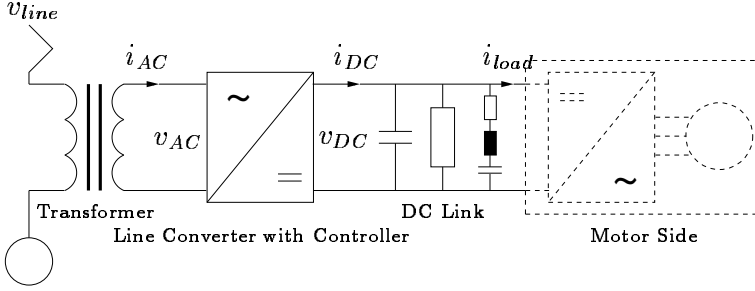 v_line
i_AC
i_DC
i_load
v_AC
v_DC
~
~
Transformer
DC Link
Line Converter with Controller
Motor Side